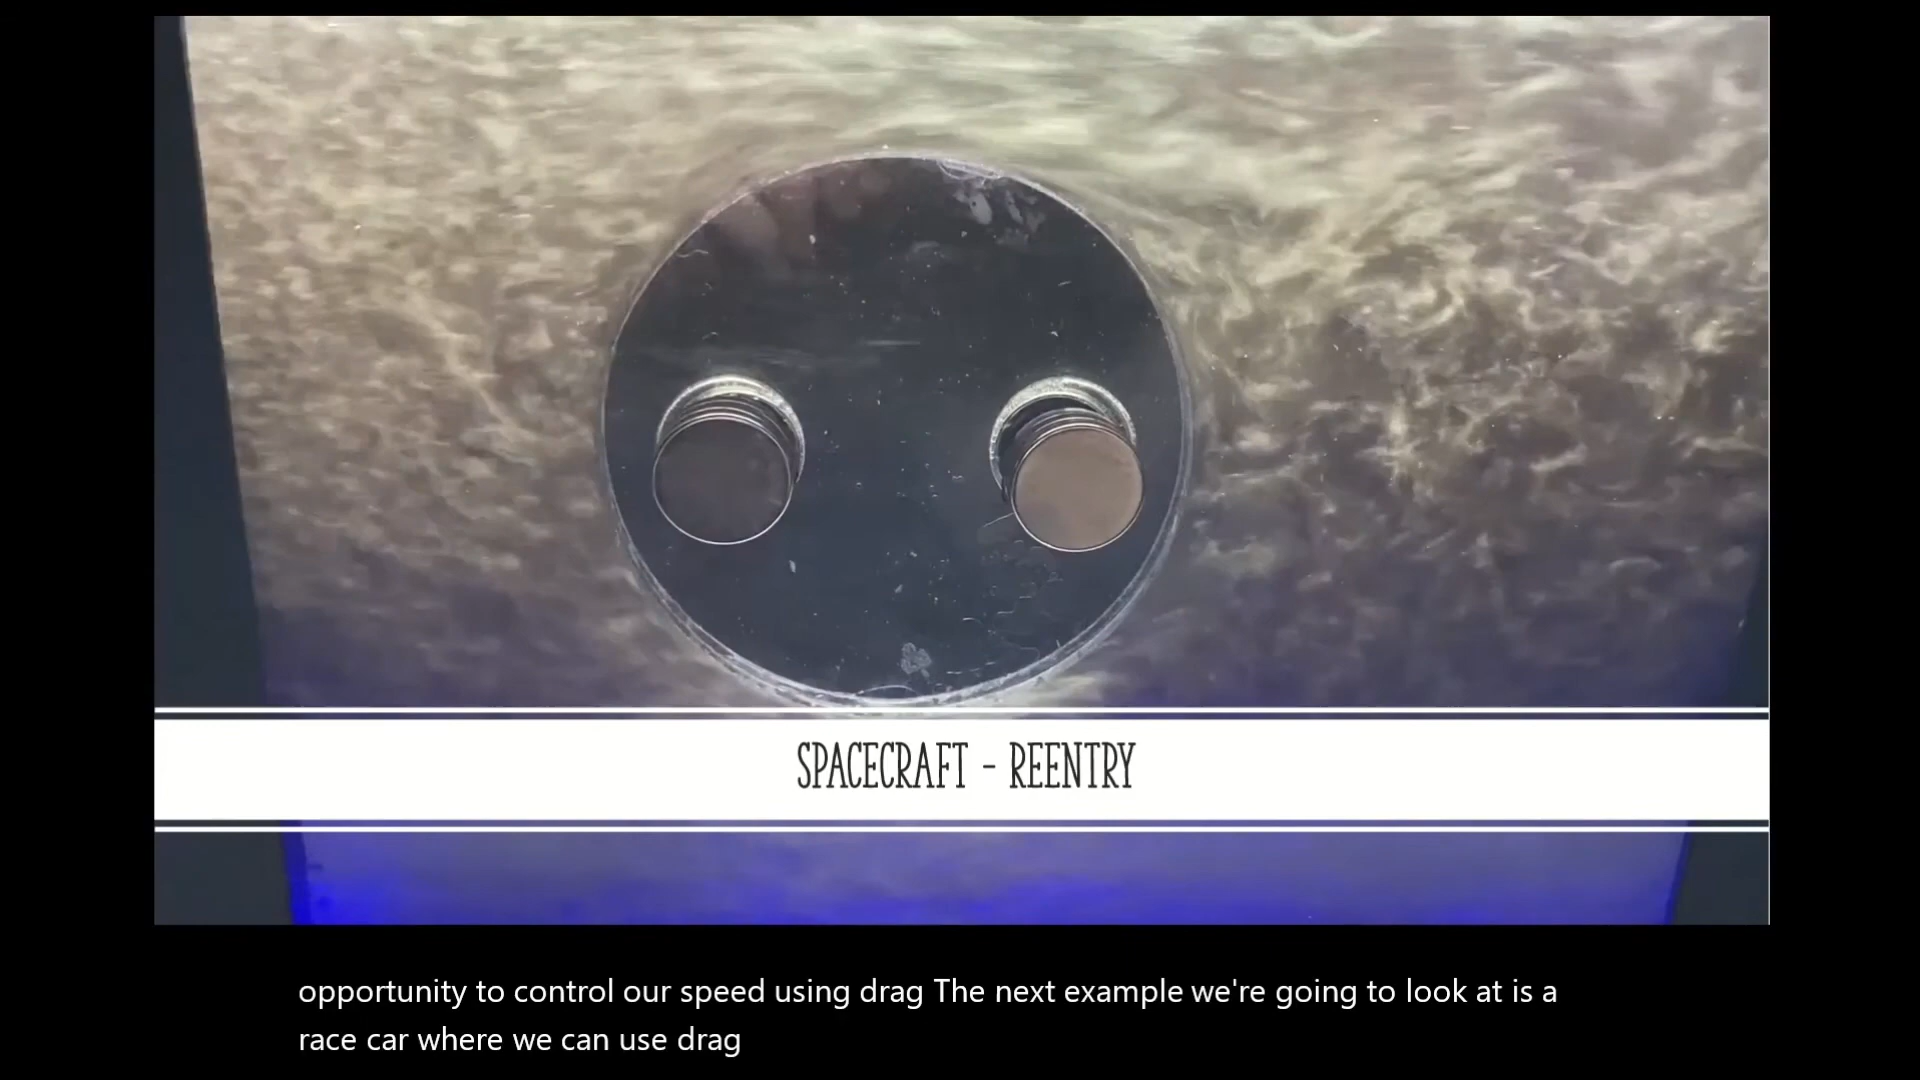 SPACECRAFT - REENTRY
opportunity to control our speed using drag The next example we're going to look at is a
race car where we can use drag